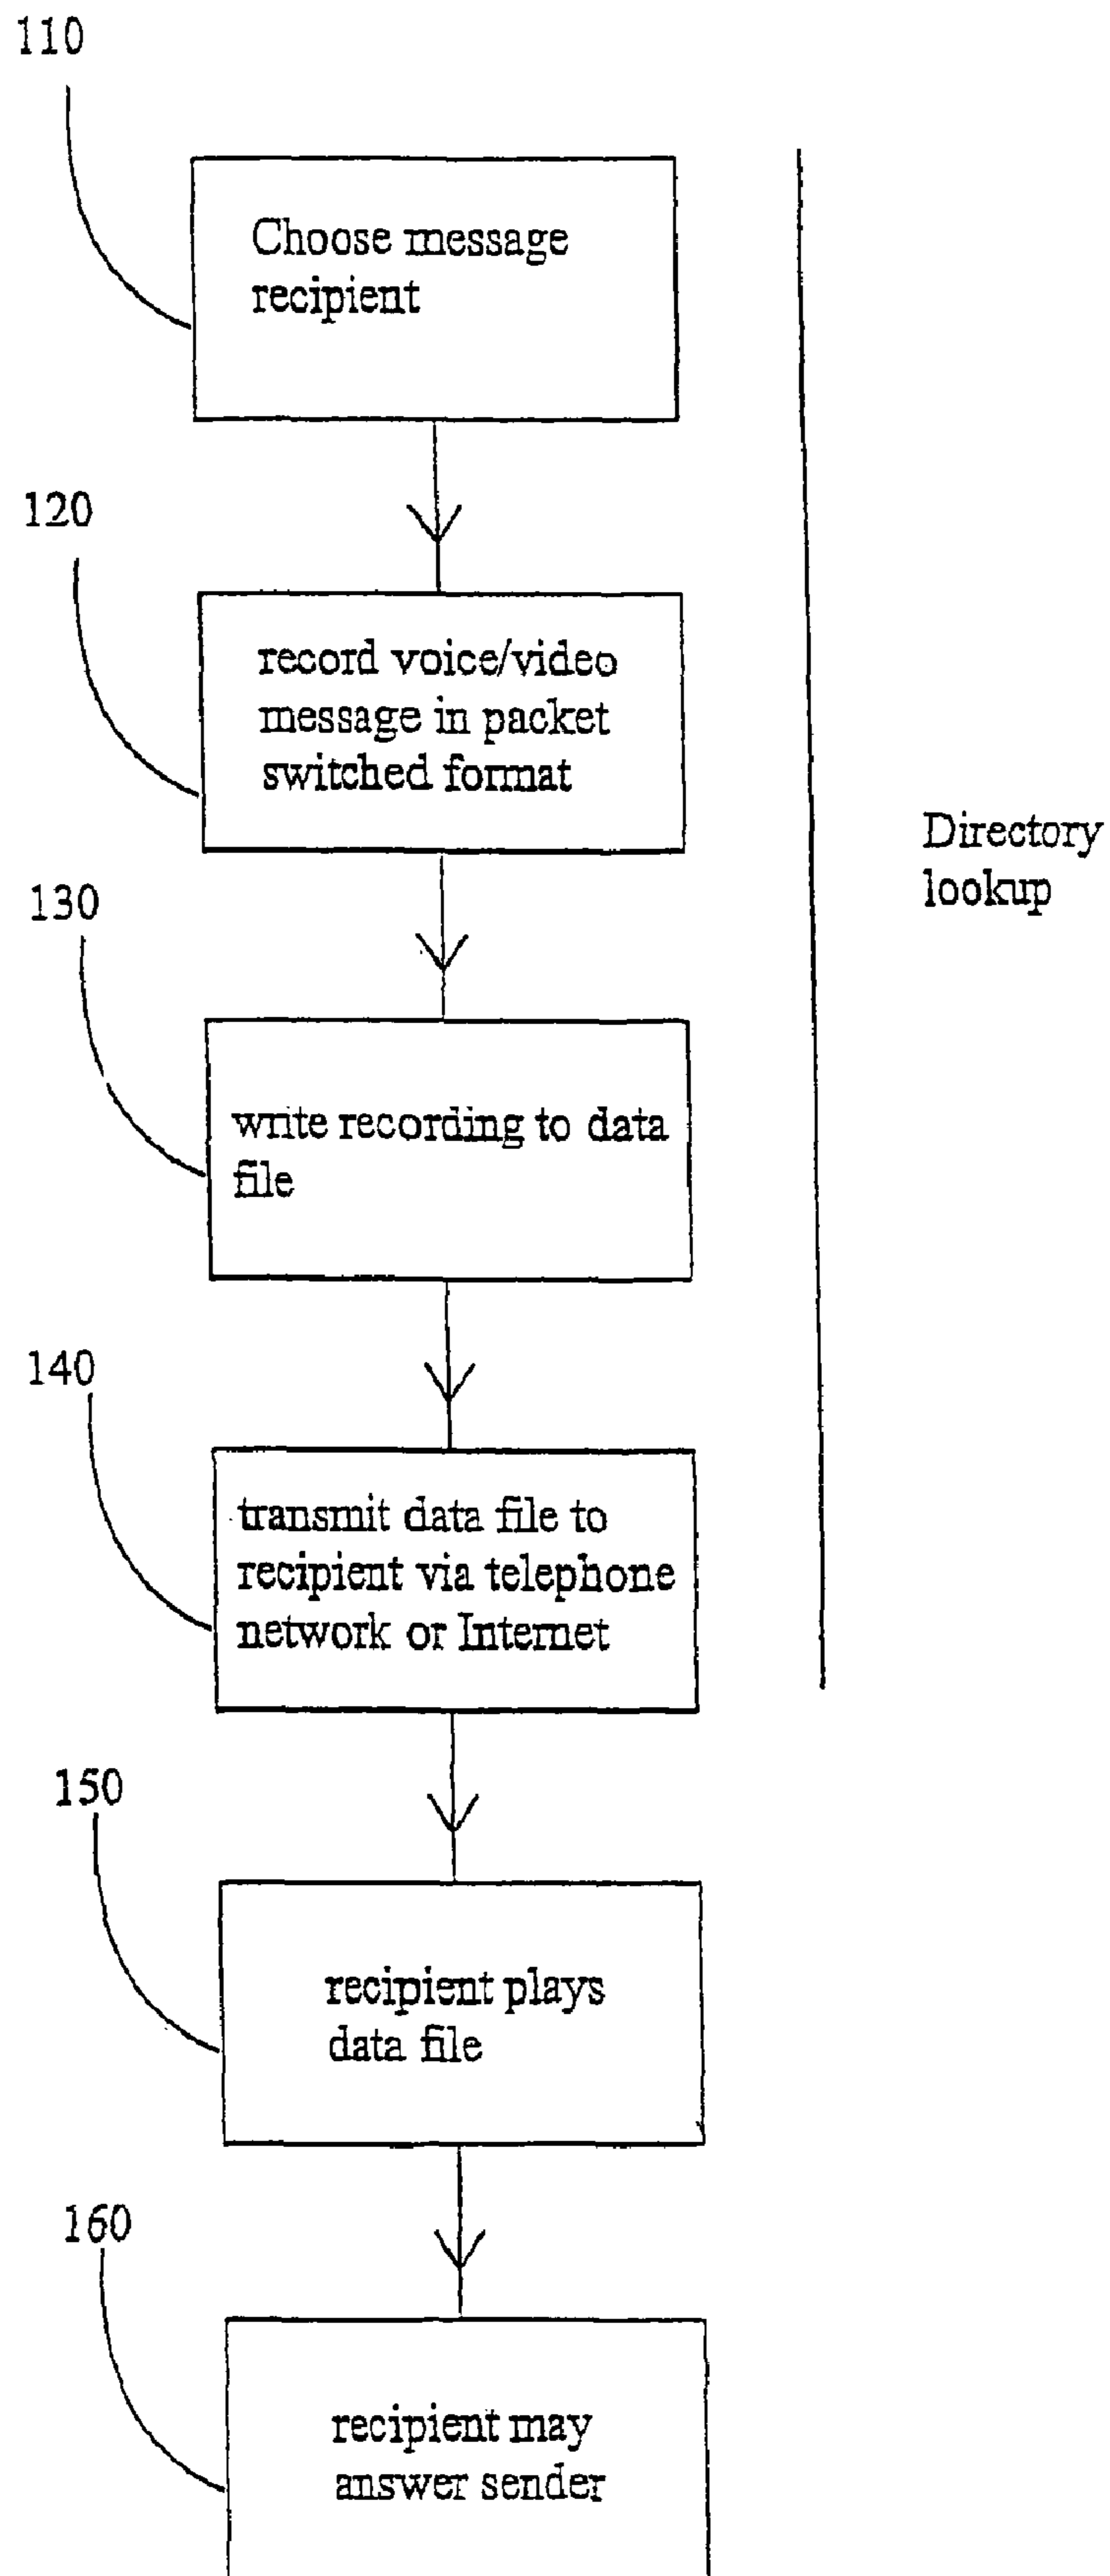 110
Choose message
recipient
120
record voice/video
message in packet
switched format
Directory
lookup
130
write recording to data
file
140
transmit data file to
recipient via telephone
network or Internet
150
recipient plays
data file
160
recipient may
answer sender